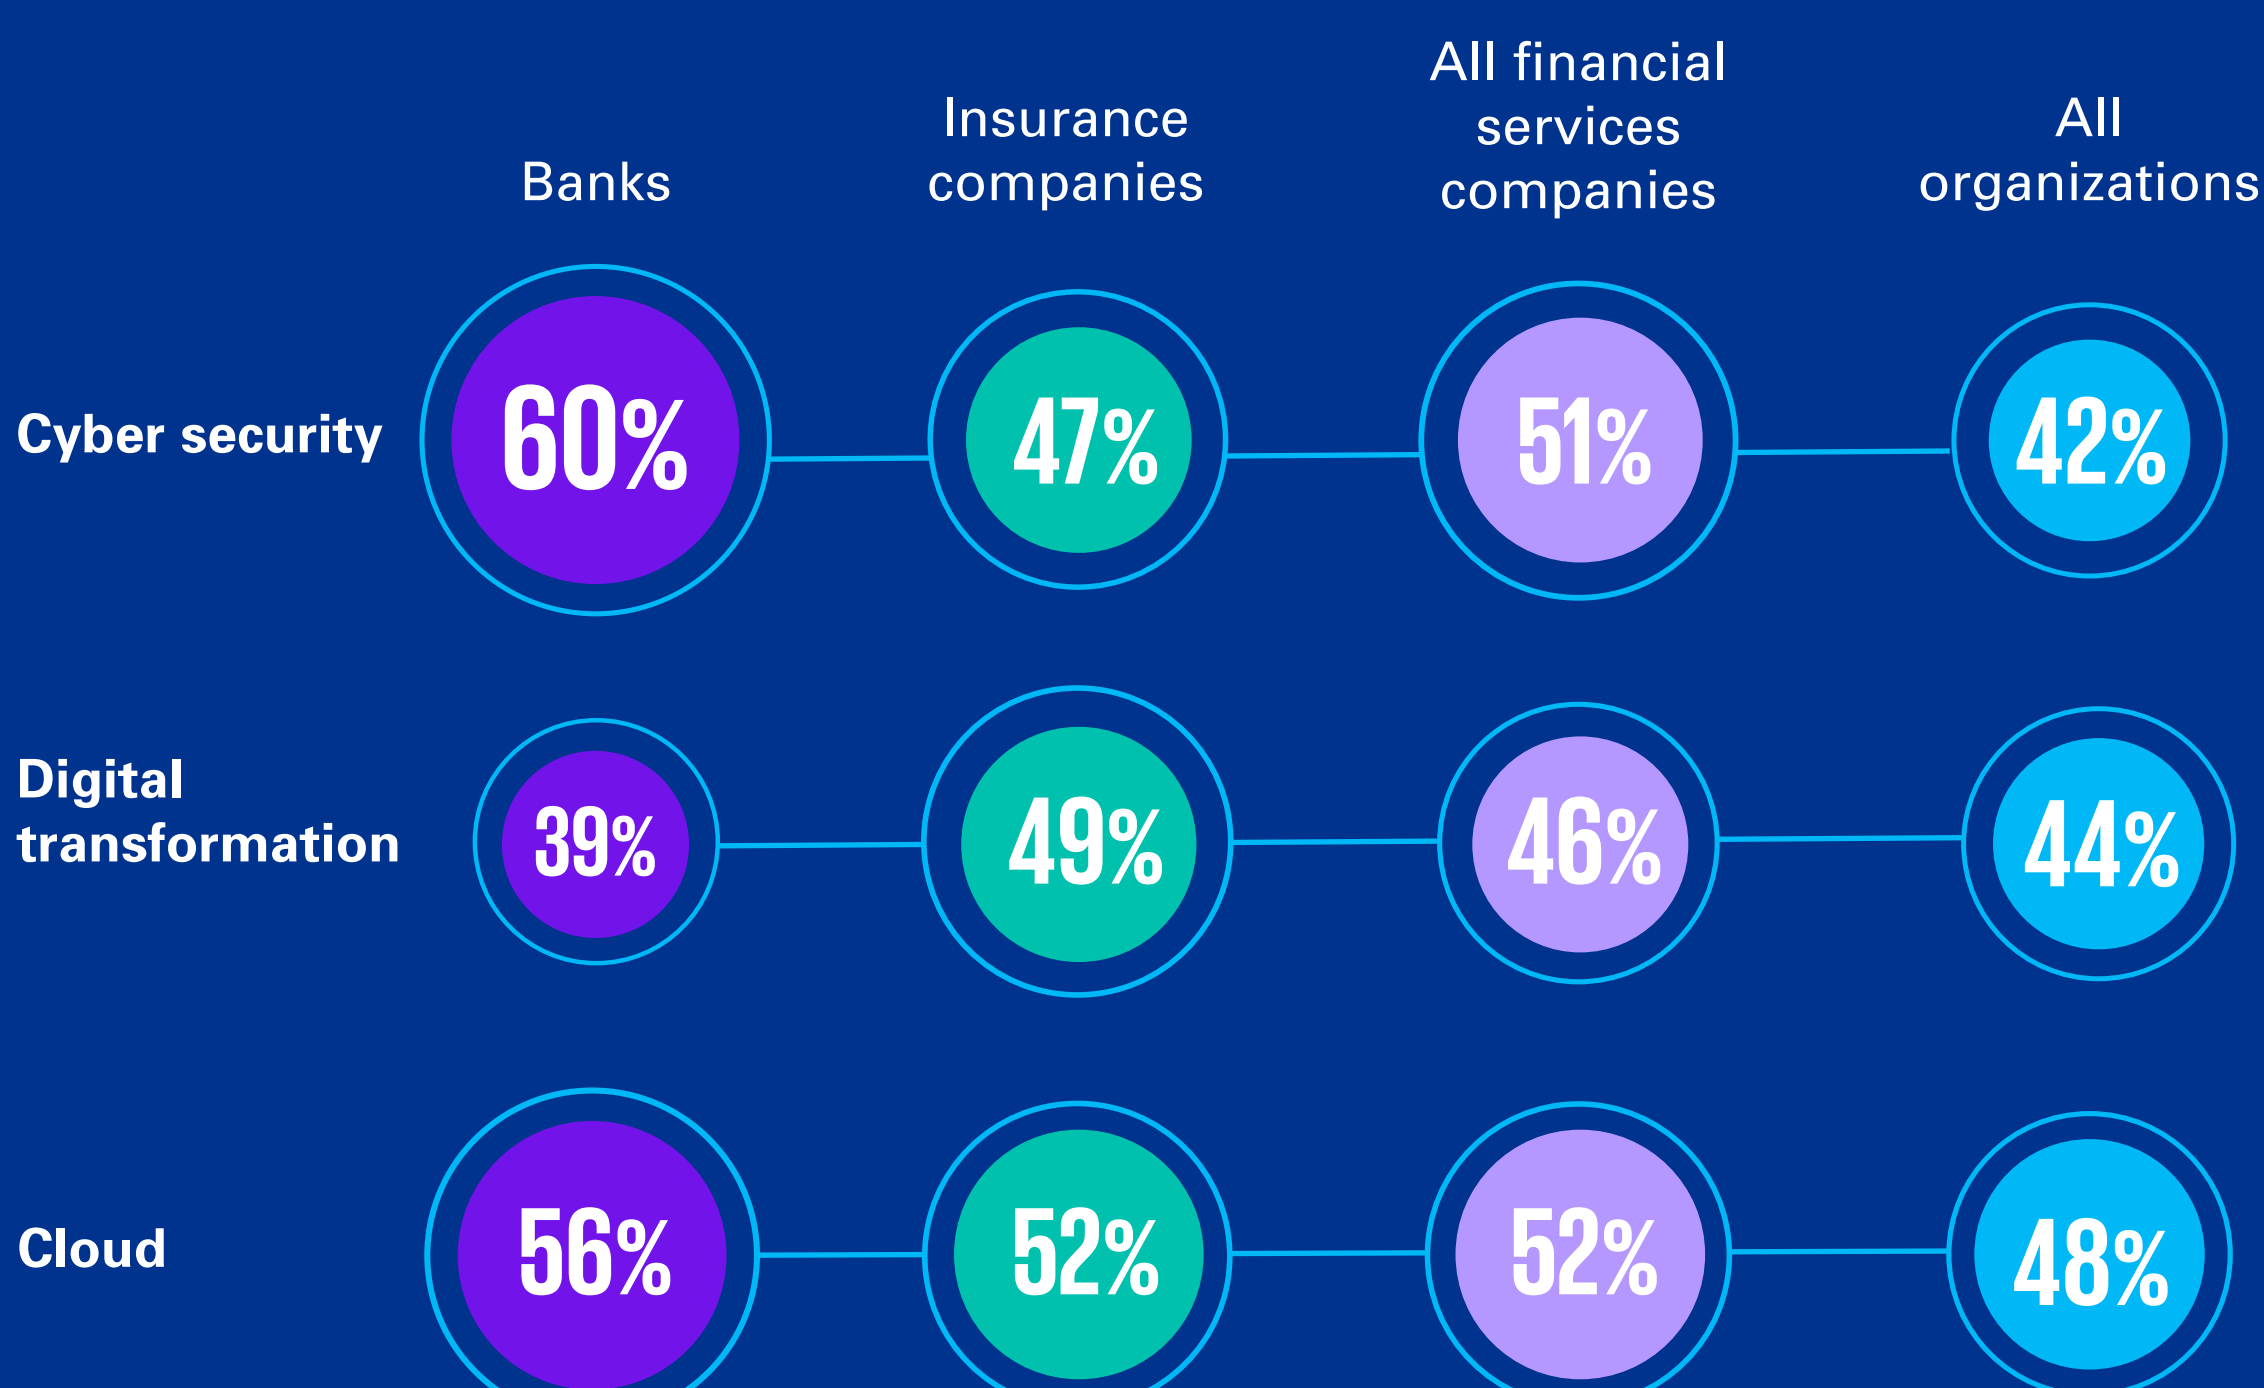 Banks
Insurance
companies
All financial
services
companies
All
organizations
Cyber security
60%
47%
51%
42%
Digital
transformation
39%
49%
46%
44%
Cloud
56%
52%
52%
48%